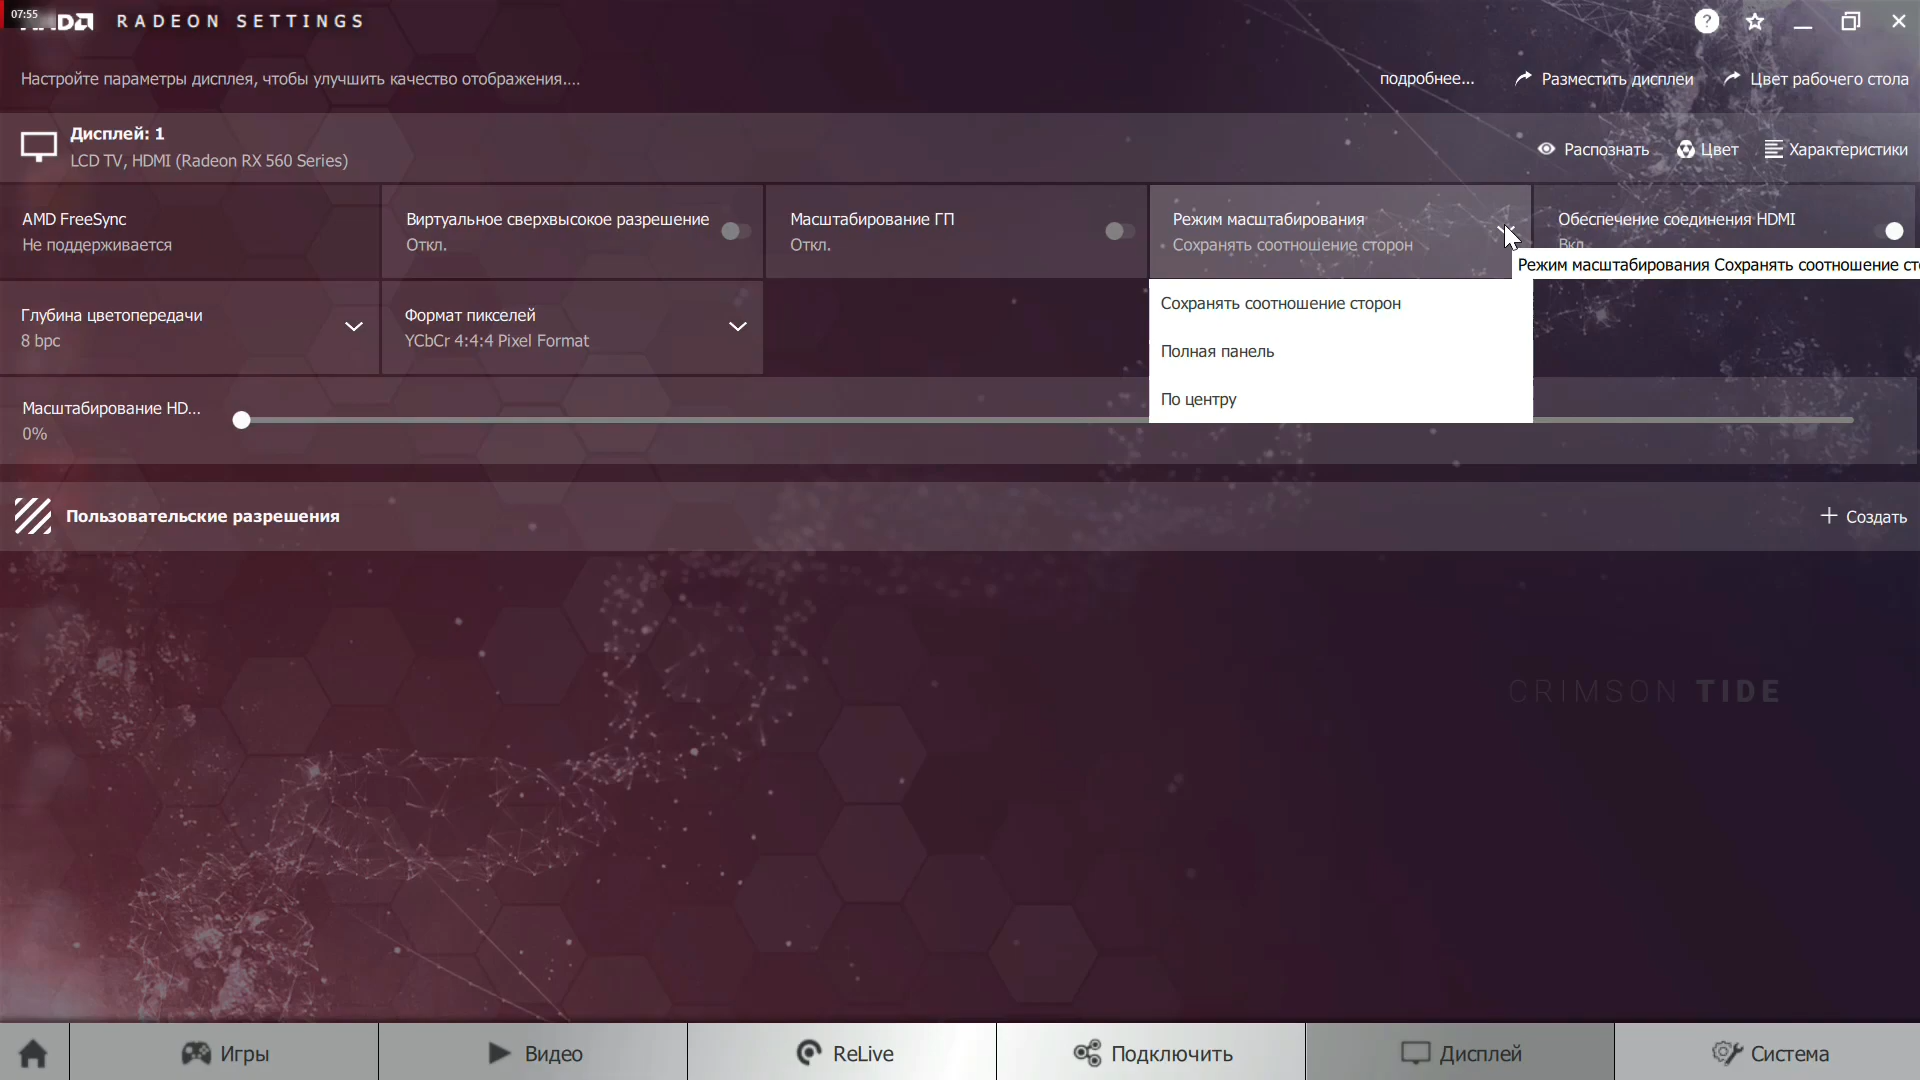 07:55
RADEON SETTINGS
Настройте параметры дисплея, чтобы улучшить качество отображения....
подробнее...
Разместить дисплеи
Цвет рабочего стола
Дисплей: 1
LCD TV, HDMI (Radeon RX 560 Series)
Распознать
Цвет
Характеристики
AMD FreeSync
Не поддерживается
Виртуальное сверхвысокое разрешение
Откл.
Масштабирование ГП
Откл.
Режим масштабирования
Сохранять соотношение сторон
Обеспечение соединения HDMI
Вкл.
Режим масштабирования Сохранять соотношение
Глубина цветопередачи
8 bpc
Формат пикселей
YCbCr 4:4:4 Pixel Format
Сохранять соотношение сторон
Полная панель
По центру
Масштабирование HD...
0%
Пользовательские разрешения
Создать
CRIMSON TIDE
Игры
Видео
ReLive
Подключить
Дисплей
Система